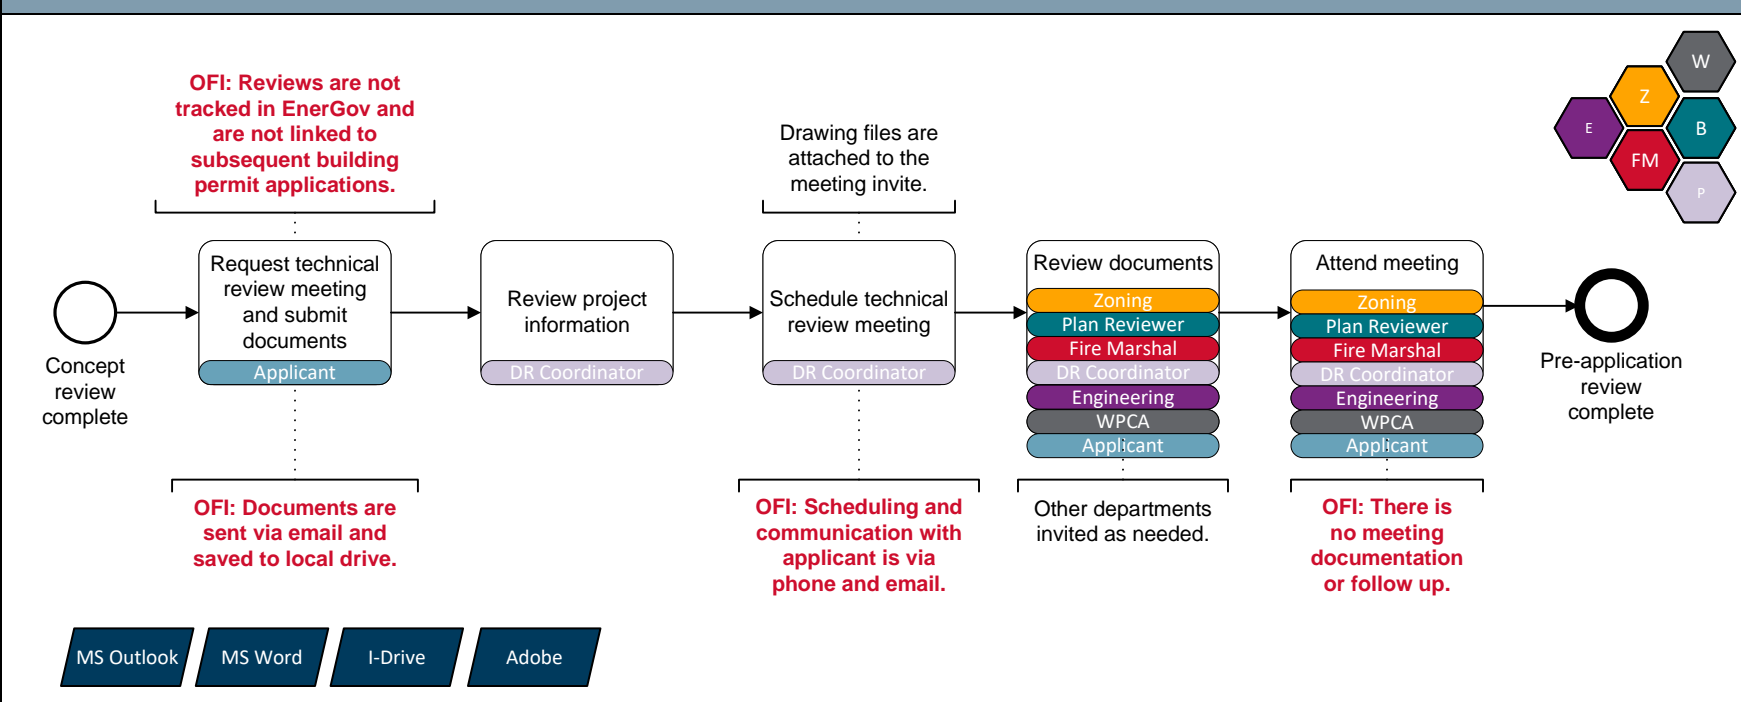 OFI: Reviews are not
tracked in EnerGov and
are not linked to
subsequent building
permit applications.
Drawing files are
attached to the
meeting invite.
W
Z
E
B
FM
P
Concept
review
complete
Request technical
review meeting
and submit
documents
Applicant
Review project
information
DR Coordinator
Schedule technical
review meeting
DR Coordinator
Review documents
Zoning
Plan Reviewer
Fire Marshal
DR Coordinator
Engineering
WPCA
Applicant
Attend meeting
Zoning
Plan Reviewer
Fire Marshal
DR Coordinator
Engineering
WPCA
Applicant
Pre-application
review
complete
OFI: Documents are
sent via email and
saved to local drive.
OFI: Scheduling and
communication with
applicant is via
phone and email.
Other departments
invited as needed.
OFI: There is
no meeting
documentation
or follow up.
MS Outlook
MS Word
I-Drive
Adobe